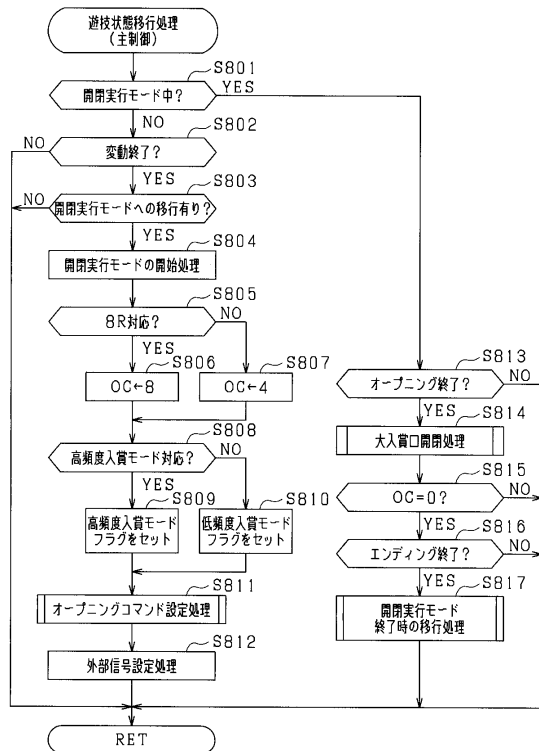 遊技状態移行処理
(主制御)
S801
開閉実行モード中?
YES
NO
S802
NO
変動終了?
YES
S803
NO
開閉実行モードへの移行有り?
YES
S804
開閉実行モードの開始処理
S805
8R対応?
NO
YES
S806
S807
OC←8
OC←4
S808
高頻度入賞モード対応?
NO
YES
S809
S810
高頻度入賞モード
フラグをセット
低頻度入賞モード
フラグをセット
S811
オープニングコマンド設定処理
S812
外部信号設定処理
S813
オープニング終了?
NO
YES
S814
大入賞口開閉処理
S815
OC=0?
NO
YES
S816
エンディング終了?
NO
YES
S817
開閉実行モード
終了時の移行処理
RET